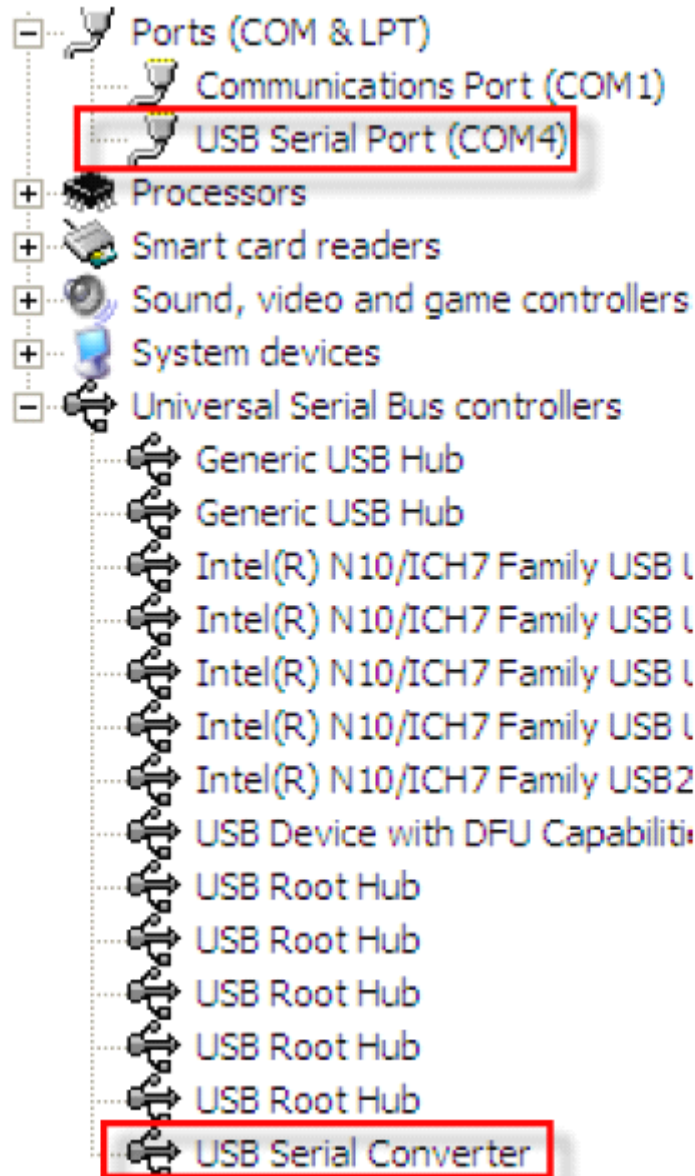 Ports (COM & LPT)
Communications Port (COM1)
USB Serial Port (COM4)
Processors
Smart card readers
Sound, video and game controllers
System devices
Universal Serial Bus controllers
Generic USB Hub
Generic USB Hub
Intel(R) N10/ICH7 Family USB
Intel(R) N10/ICH7 Family USB
Intel(R) N10/ICH7 Family USB
Intel(R) N10/ICH7 Family USB
Intel(R) N10/ICH7 Family USB2
USB Device with DFU
USB Root Hub
USB Root Hub
USB Root Hub
USB Root Hub
USB Root Hub
USB Serial Converter